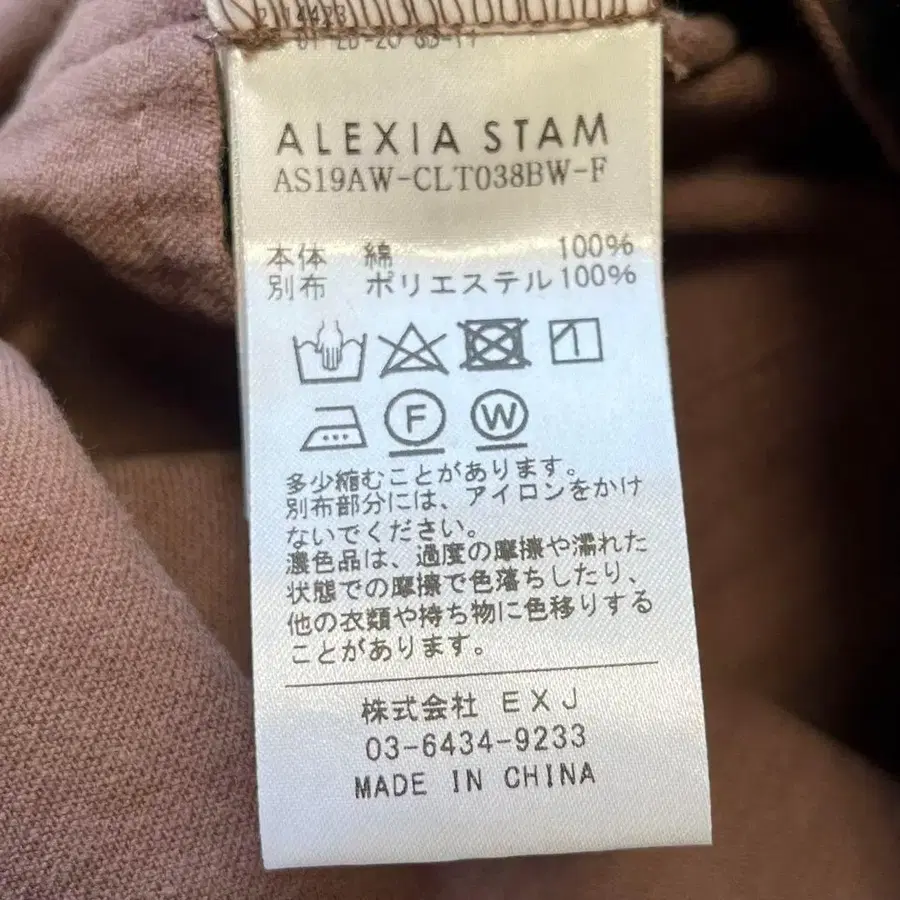 ALEXIA STAM
AS19AW-CLT038BW-F
本体 綿 100%
別布 ポリエステル 100%
F W
多少縮むことがあります。
別布部分には、アイロンをかけ
ないでください。
濃色品は、過度の摩擦や濡れた
状態での摩擦で色落ちしたり、
他の衣類や持ち物に色移りする
ことがあります。
株式会社 EXJ
03-6434-9233
MADE IN CHINA